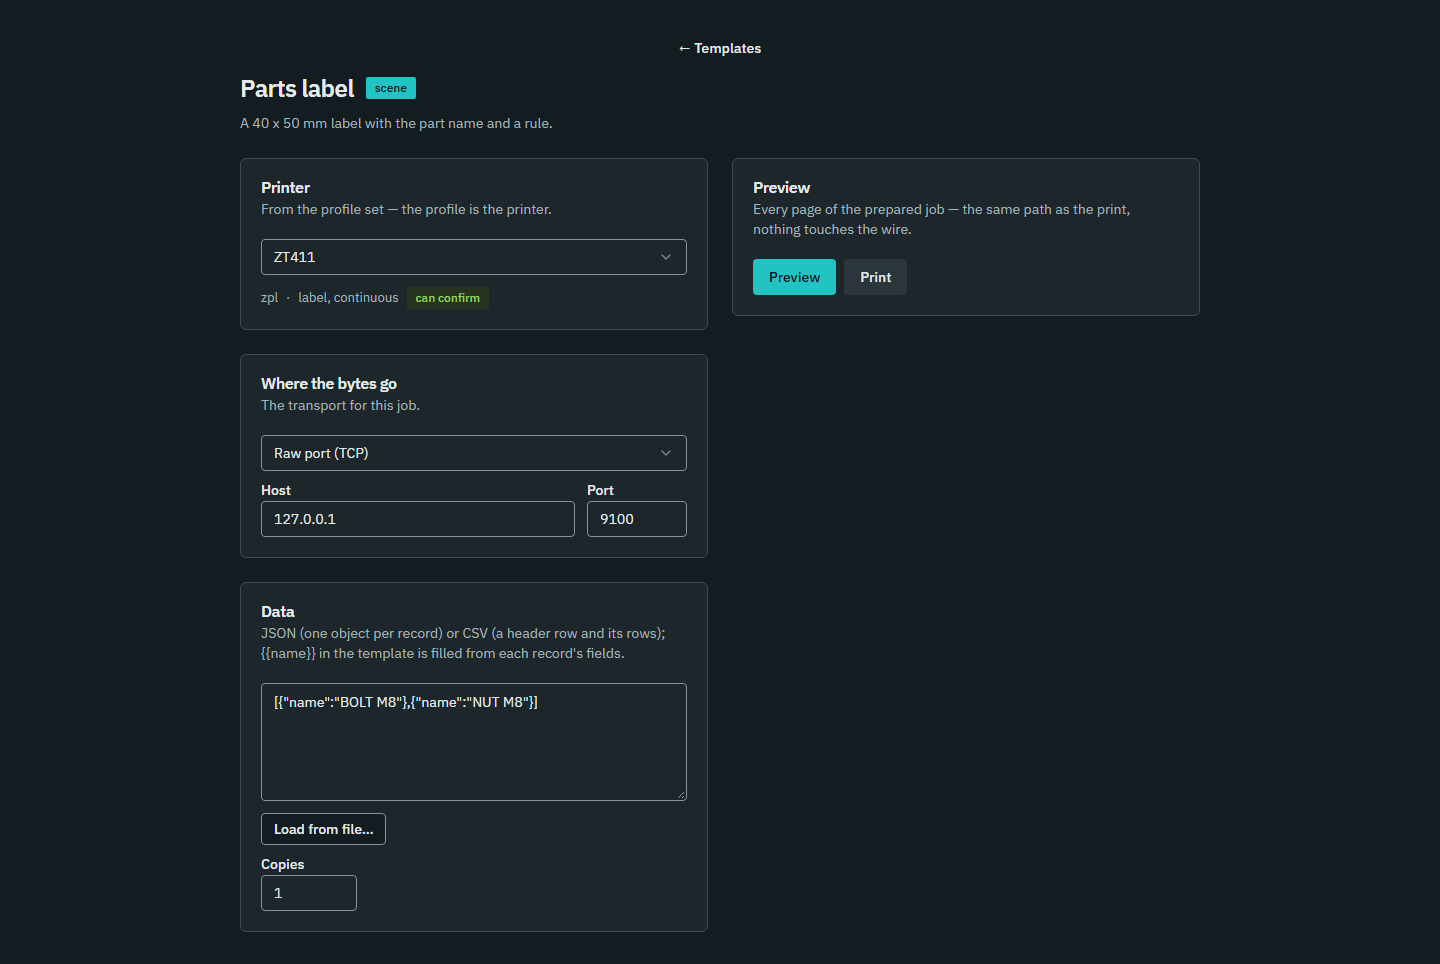 ← Templates
Parts label
scene
A 40 x 50 mm label with the part name and a rule.
Printer
From the profile set — the profile is the printer.
ZT411
zpl · label, continuous can confirm
Where the bytes go
The transport for this job.
Raw port (TCP)
Host
127.0.0.1
Port
9100
Data
JSON (one object per record) or CSV (a header row and its rows);
{{name}} in the template is filled from each record's fields.
[{"name":"BOLT M8"},{"name":"NUT M8"}]
Load from file...
Copies
1
Preview
Every page of the prepared job — the same path as the print,
nothing touches the wire.
Preview
Print